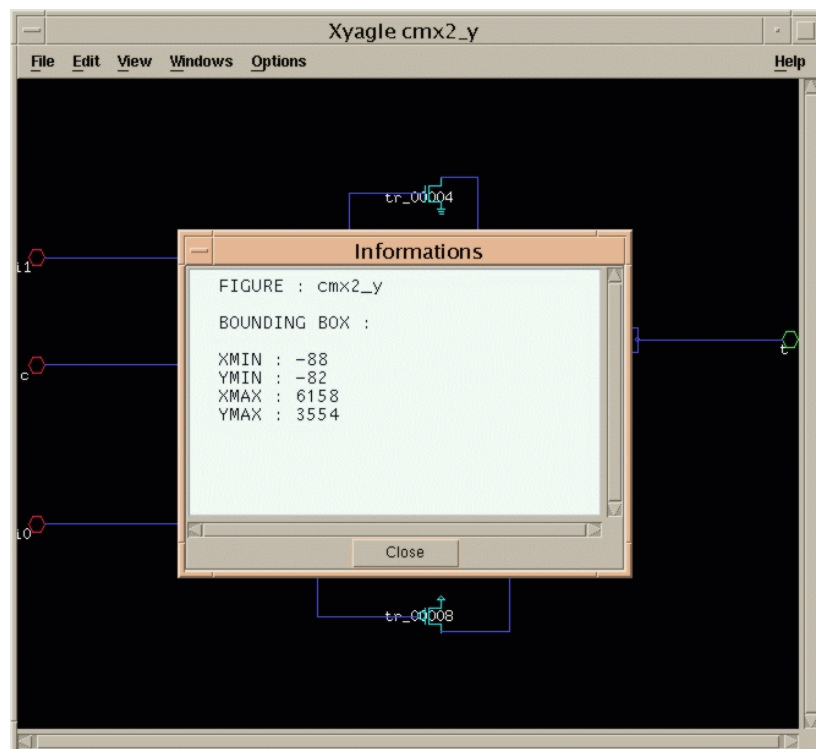 Xyagle cmx2_y
File Edit View Windows Options Help
tr_00004
i1
Informations
FIGURE : cmx2_y
BOUNDING BOX :
XMIN : -88
YMIN : -82
XMAX : 6158
YMAX : 3554
t
c
i0
Close
tr_00008